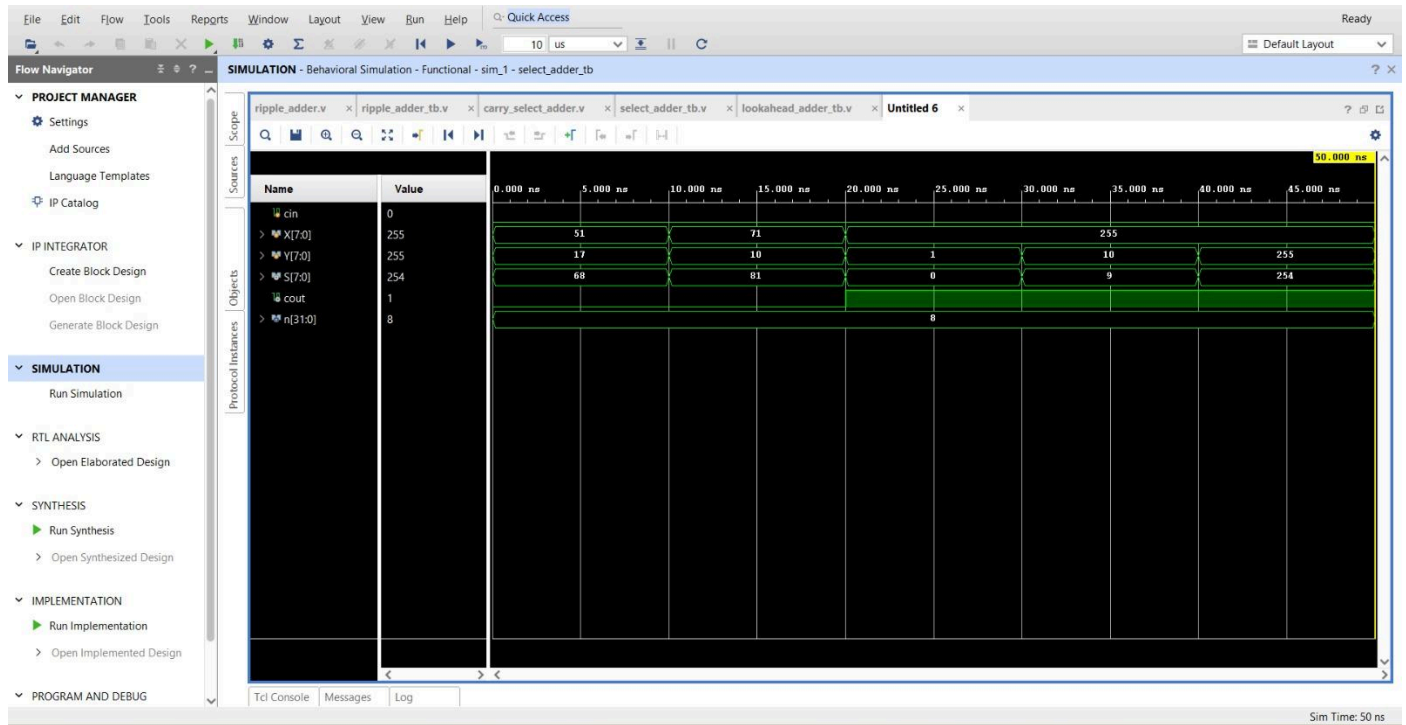 File Edit Flow Tools Reports Window Layout View Run Help Quick Access Ready
10 us Default Layout
Flow Navigator ? SIMULATION - Behavioral Simulation - Functional - sim_1 - select_adder_tb ? ×
PROJECT MANAGER
Settings
Add Sources
Language Templates
IP Catalog
IP INTEGRATOR
Create Block Design
Open Block Design
Generate Block Design
SIMULATION
Run Simulation
RTL ANALYSIS
Open Elaborated Design
SYNTHESIS
Run Synthesis
Open Synthesized Design
IMPLEMENTATION
Run Implementation
Open Implemented Design
PROGRAM AND DEBUG
Scope
Sources
Objects
Protocol Instances
ripple_adder.v × ripple_adder_tb.v × carry_select_adder.v × select_adder_tb.v × lookahead_adder_tb.v × Untitled 6 × ?
50.000 ns
Name Value 0.000 ns 5.000 ns 10.000 ns 15.000 ns 20.000 ns 25.000 ns 30.000 ns 35.000 ns 40.000 ns 45.000 ns
cin 0
X[7:0] 255 51 71 255
Y[7:0] 255 17 10 1 10 255
S[7:0] 254 68 81 0 9 254
cout 1
n[31:0] 8 8
Tcl Console Messages Log
Sim Time: 50 ns